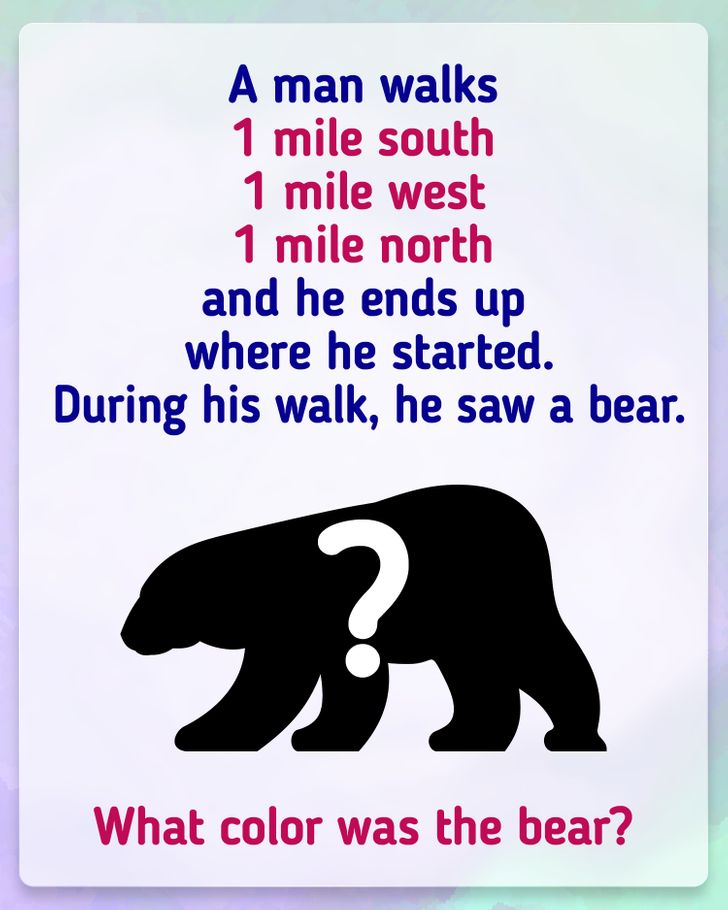 A man walks
1 mile south
1 mile west
1 mile north
and he ends up
where he started.
During his walk, he saw a bear.
?
What color was the bear?